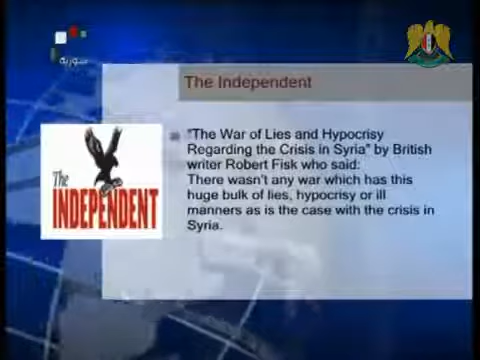 سورية
The Independent
The
INDEPENDENT
"The War of Lies and Hypocrisy
Regarding the Crisis in Syria" by British
writer Robert Fisk who said:
There wasn't any war which has this
huge bulk of lies, hypocrisy or ill
manners as is the case with the crisis in
Syria.